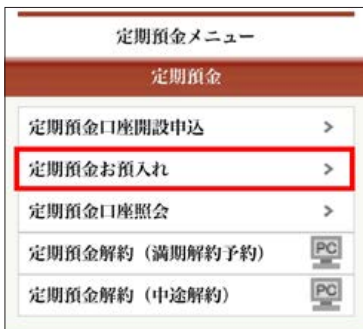 定期預金メニュー
定期預金
定期預金口座開設申込
定期預金お預入れ
定期預金口座照会
定期預金解約（満期解約予約） PC
定期預金解約（中途解約） PC